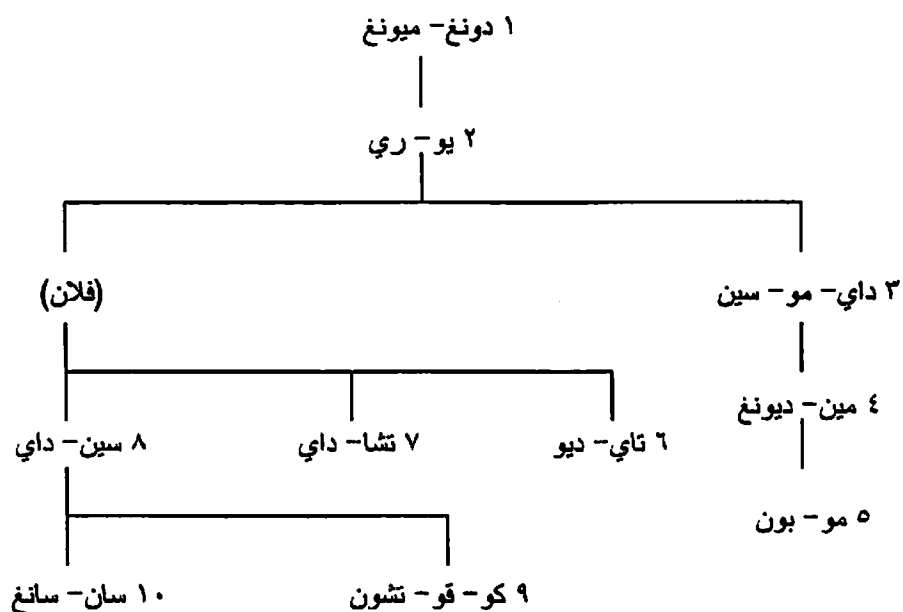 ١ دونغ- ميونغ
٢ يو- ري
٣ داي- مو- سين
(فلان)
٤ مين- ديونغ
٦ تاي- ديو
٧ تشا- داي
٨ سين- داي
٥ مو- بون
٩ كو- قو- تشون
١٠ سان- سانغ